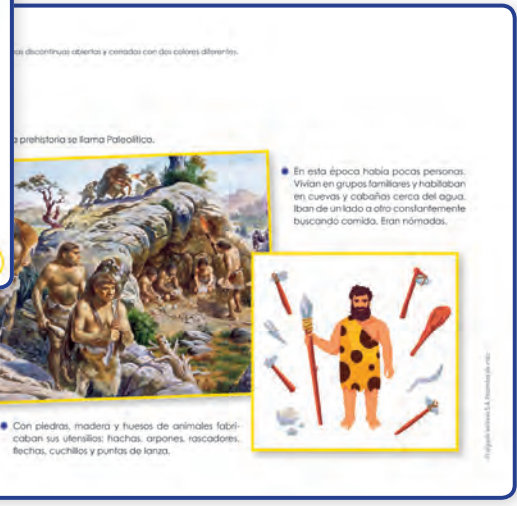 as discontinuas abiertas y cerradas con dos colores diferentes.
a prehistoria se llama Paleolítico.
En esta época había pocas personas.
Vivían en grupos familiares y habitaban
en cuevas y cabañas cerca del agua.
Iban de un lado a otro constantemente
buscando comida. Eran nómadas.
Con piedras, madera y huesos de animales fabri-
caban sus utensilios: hachas, arpones, rascadores,
flechas, cuchillos y puntas de lanza.